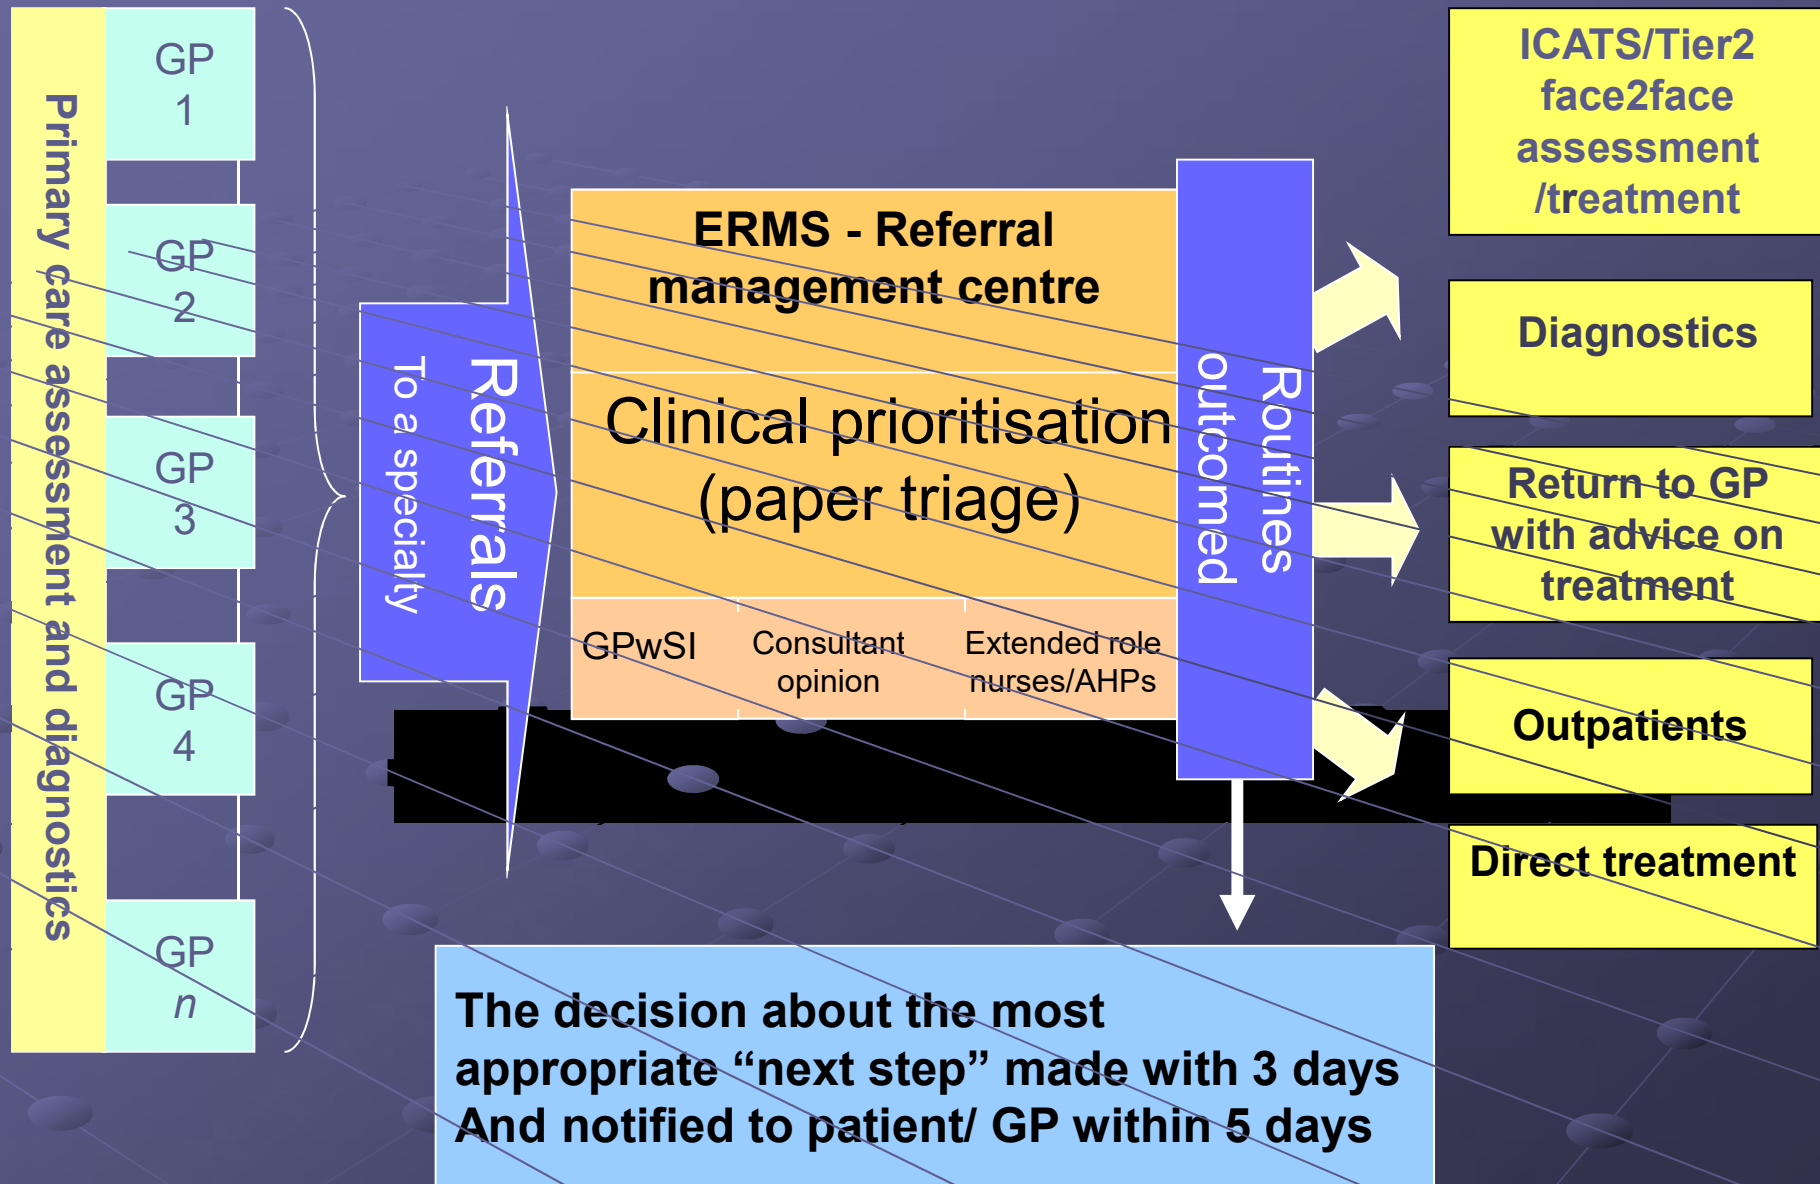 Primary care assessment and diagnostics
GP
1
GP
2
GP
3
GP
4
GP
n
Referrals
To a specialty
ERMS - Referral
management centre
Clinical prioritisation
(paper triage)
GPwSI
Consultant
opinion
Extended role
nurses/AHPs
Routines
outcomed
ICATS/Tier2
face2face
assessment
/treatment
Diagnostics
Return to GP
with advice on
treatment
Outpatients
Direct treatment
The decision about the most
appropriate “next step” made with 3 days
And notified to patient/ GP within 5 days